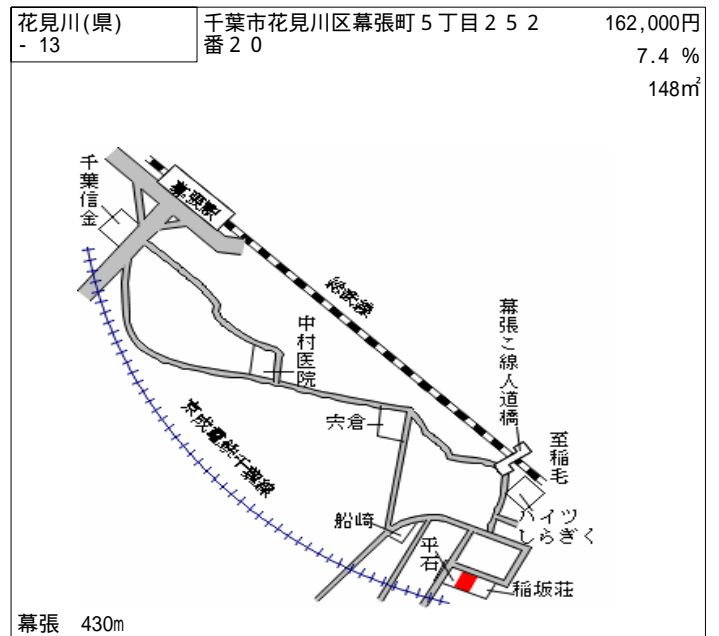 花見川(県)
- 13
千葉市花見川区幕張町５丁目２５２
番２０
162,000円
7.4 %
148㎡
千葉信金
幕張駅
総武線
幕張こ線人道橋
中村医院
宍倉
至稲毛
京成電鉄千葉線
ハイツ
しらぎく
船崎
平石
稲坂荘
幕張 430m